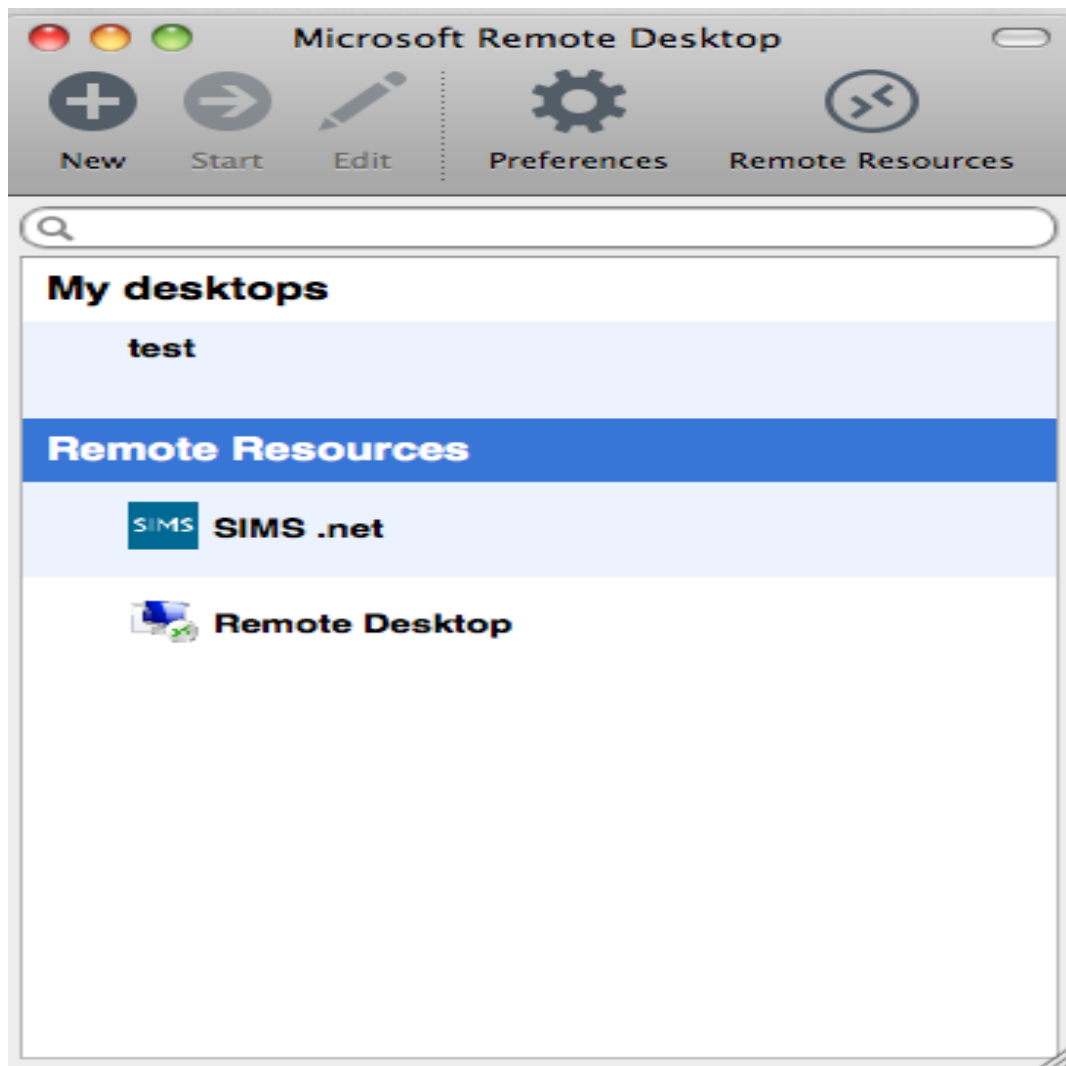 Microsoft Remote Desktop
New Start Edit Preferences Remote Resources
My desktops
test
Remote Resources
SIMS SIMS .net
Remote Desktop